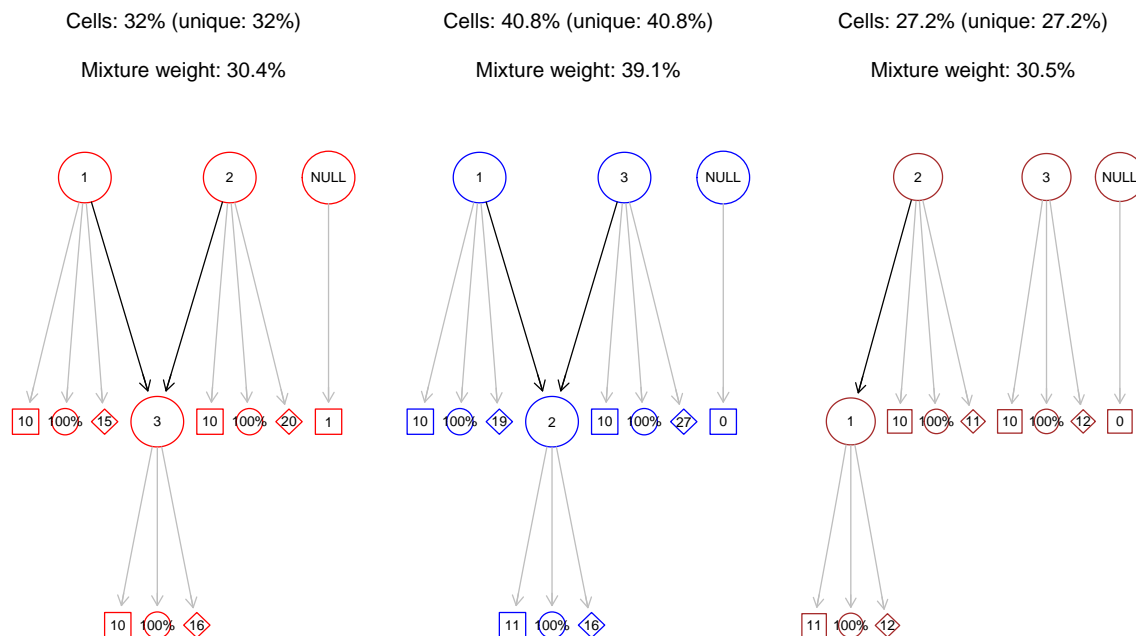 Cells: 32% (unique: 32%)
Mixture weight: 30.4%
1 2 NULL
10 100% 15 3 10 100% 20 1
10 100% 16
Cells: 40.8% (unique: 40.8%)
Mixture weight: 39.1%
1 3 NULL
10 100% 19 2 10 100% 27 0
11 100% 16
Cells: 27.2% (unique: 27.2%)
Mixture weight: 30.5%
2 3 NULL
1 10 100% 11 10 100% 12 0
11 100% 12